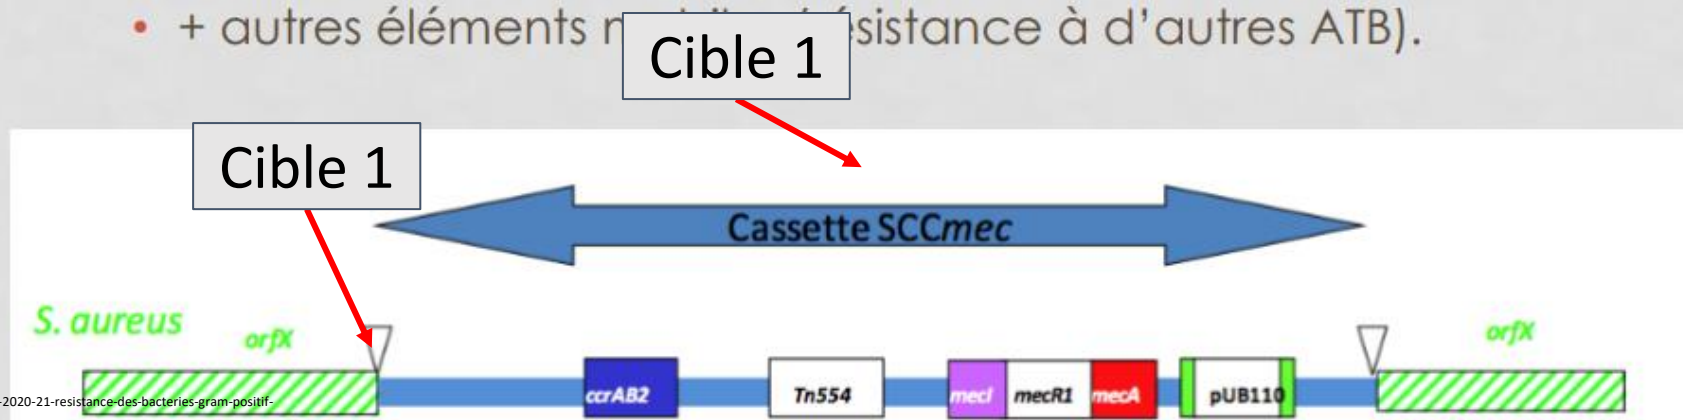 • + autres éléments sistance à d'autres ATB).
Cible 1
Cible 1
Cassette SCCmec
S. aureus
orfX
orfX
ccrAB2
Tn554
mecI
mecR1
mecA
pUB110
-2020-21-resistance-des-bacteries-gram-positif-